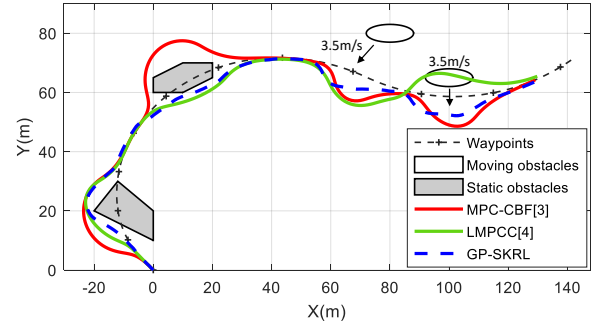 80
60
40
20
0
Y(m)
3.5m/s
3.5m/s
Waypoints
Moving obstacles
Static obstacles
MPC-CBF[3]
LMPCC[4]
GP-SKRL
-20 0 20 40 60 80 100 120 140
X(m)